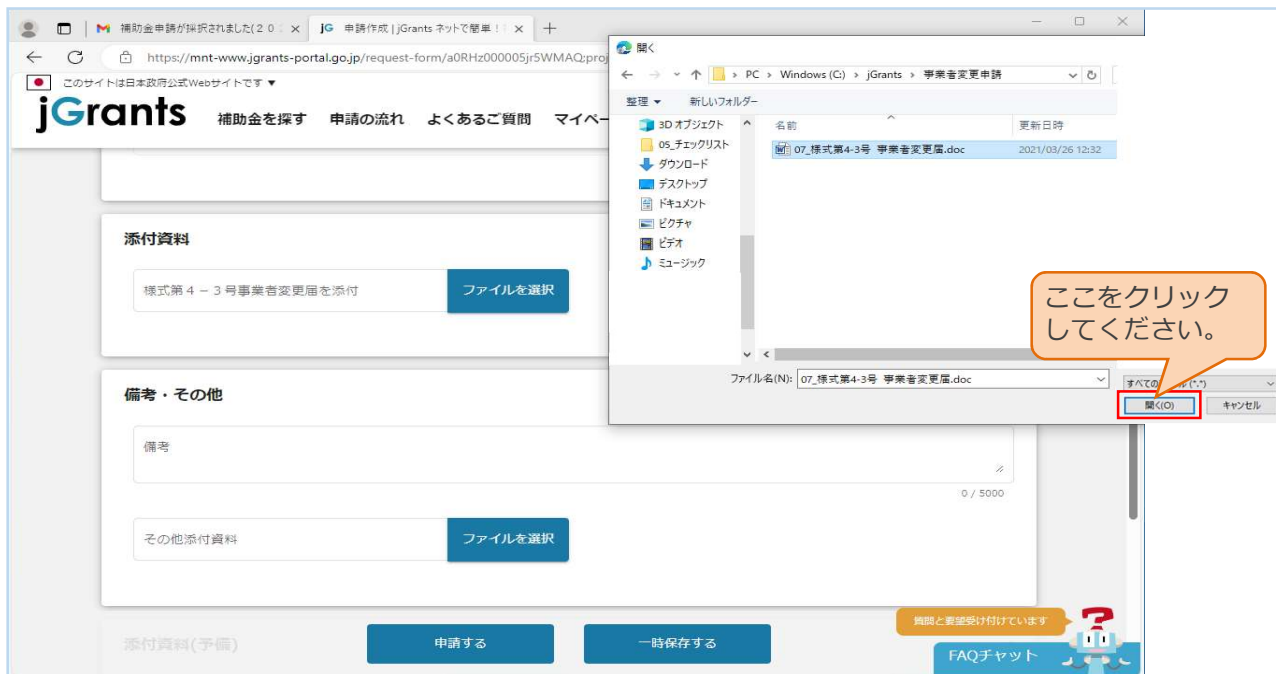 補助金申請が採択されました(20
jG 申請作成 | jGrants ネットで簡単！
https://mnt-www.jgrants-portal.go.jp/request-form/a0RHz000005jr5WMAQ;proj
このサイトは日本政府公式Webサイトです ▼
jGrants
補助金を探す 申請の流れ よくあるご質問 マイペー
添付資料
様式第４－３号事業者変更届を添付
ファイルを選択
備考・その他
備考
0 / 5000
その他添付資料
ファイルを選択
添付資料(予備)
申請する
一時保存する
質問と要望受け付けています
FAQチャット
開く
PC › Windows (C:) › jGrants › 事業者変更申請
整理 ▼ 新しいフォルダー
3D オブジェクト
05_チェックリスト
ダウンロード
デスクトップ
ドキュメント
ピクチャ
ビデオ
ミュージック
名前 更新日時
07_様式第4-3号 事業者変更届.doc 2021/03/26 12:32
ファイル名(N): 07_様式第4-3号 事業者変更届.doc
すべての (*.*)
開く(O) キャンセル
ここをクリック
してください。